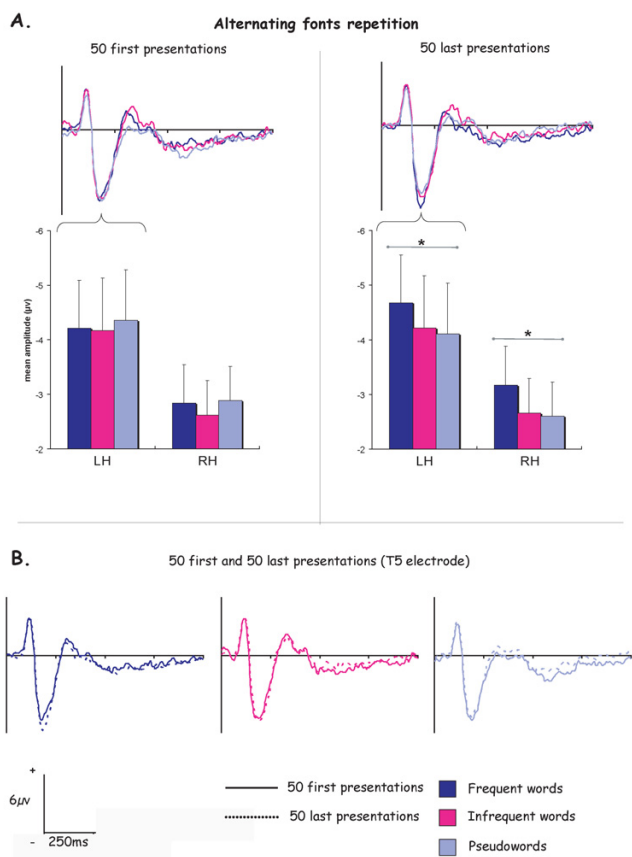 A.
Alternating fonts repetition
50 first presentations
50 last presentations
-6
-5
-4
-3
-2
mean amplitude (µv)
LH
RH
-6
-5
-4
-3
-2
*
*
LH
RH
B.
50 first and 50 last presentations (T5 electrode)
+
6µv
-
250ms
50 first presentations
50 last presentations
Frequent words
Infrequent words
Pseudowords